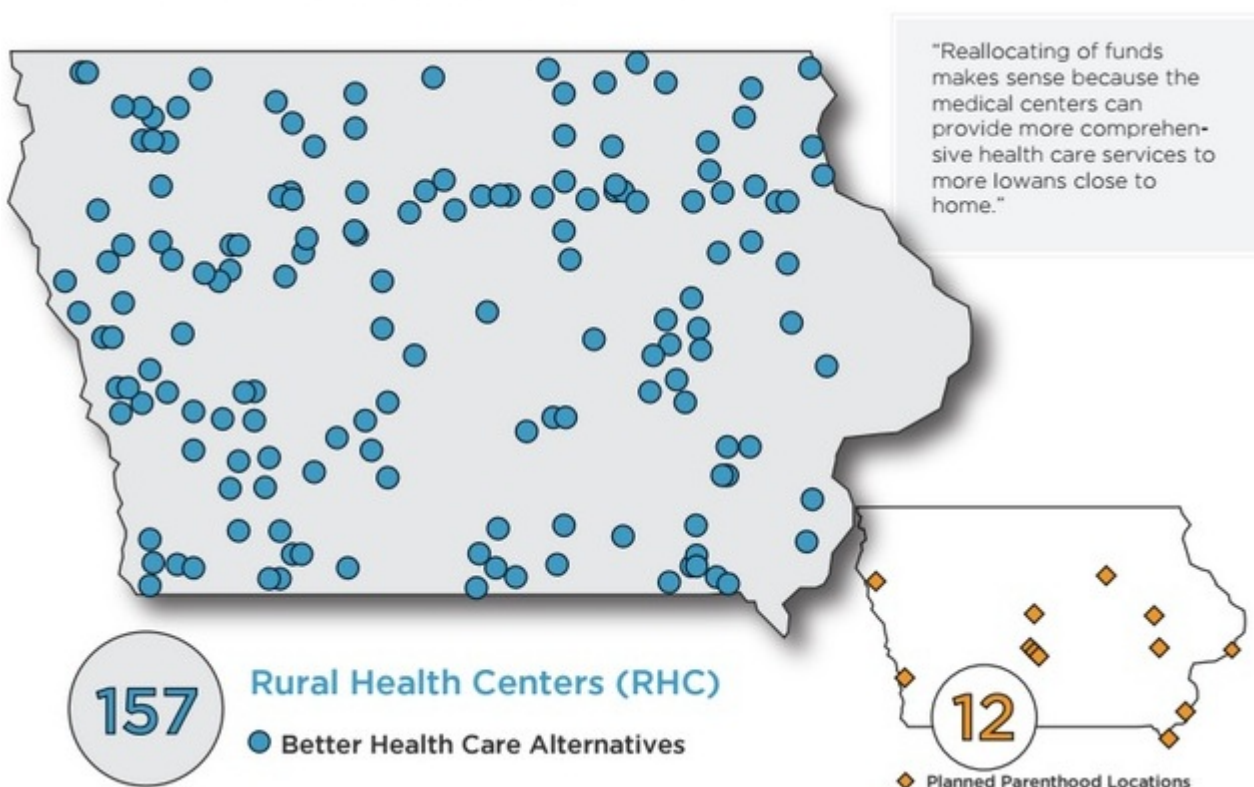 “Reallocating of funds
makes sense because the
medical centers can
provide more comprehen-
sive health care services to
more Iowans close to
home.”
157
Rural Health Centers (RHC)
Better Health Care Alternatives
12
Planned Parenthood Locations